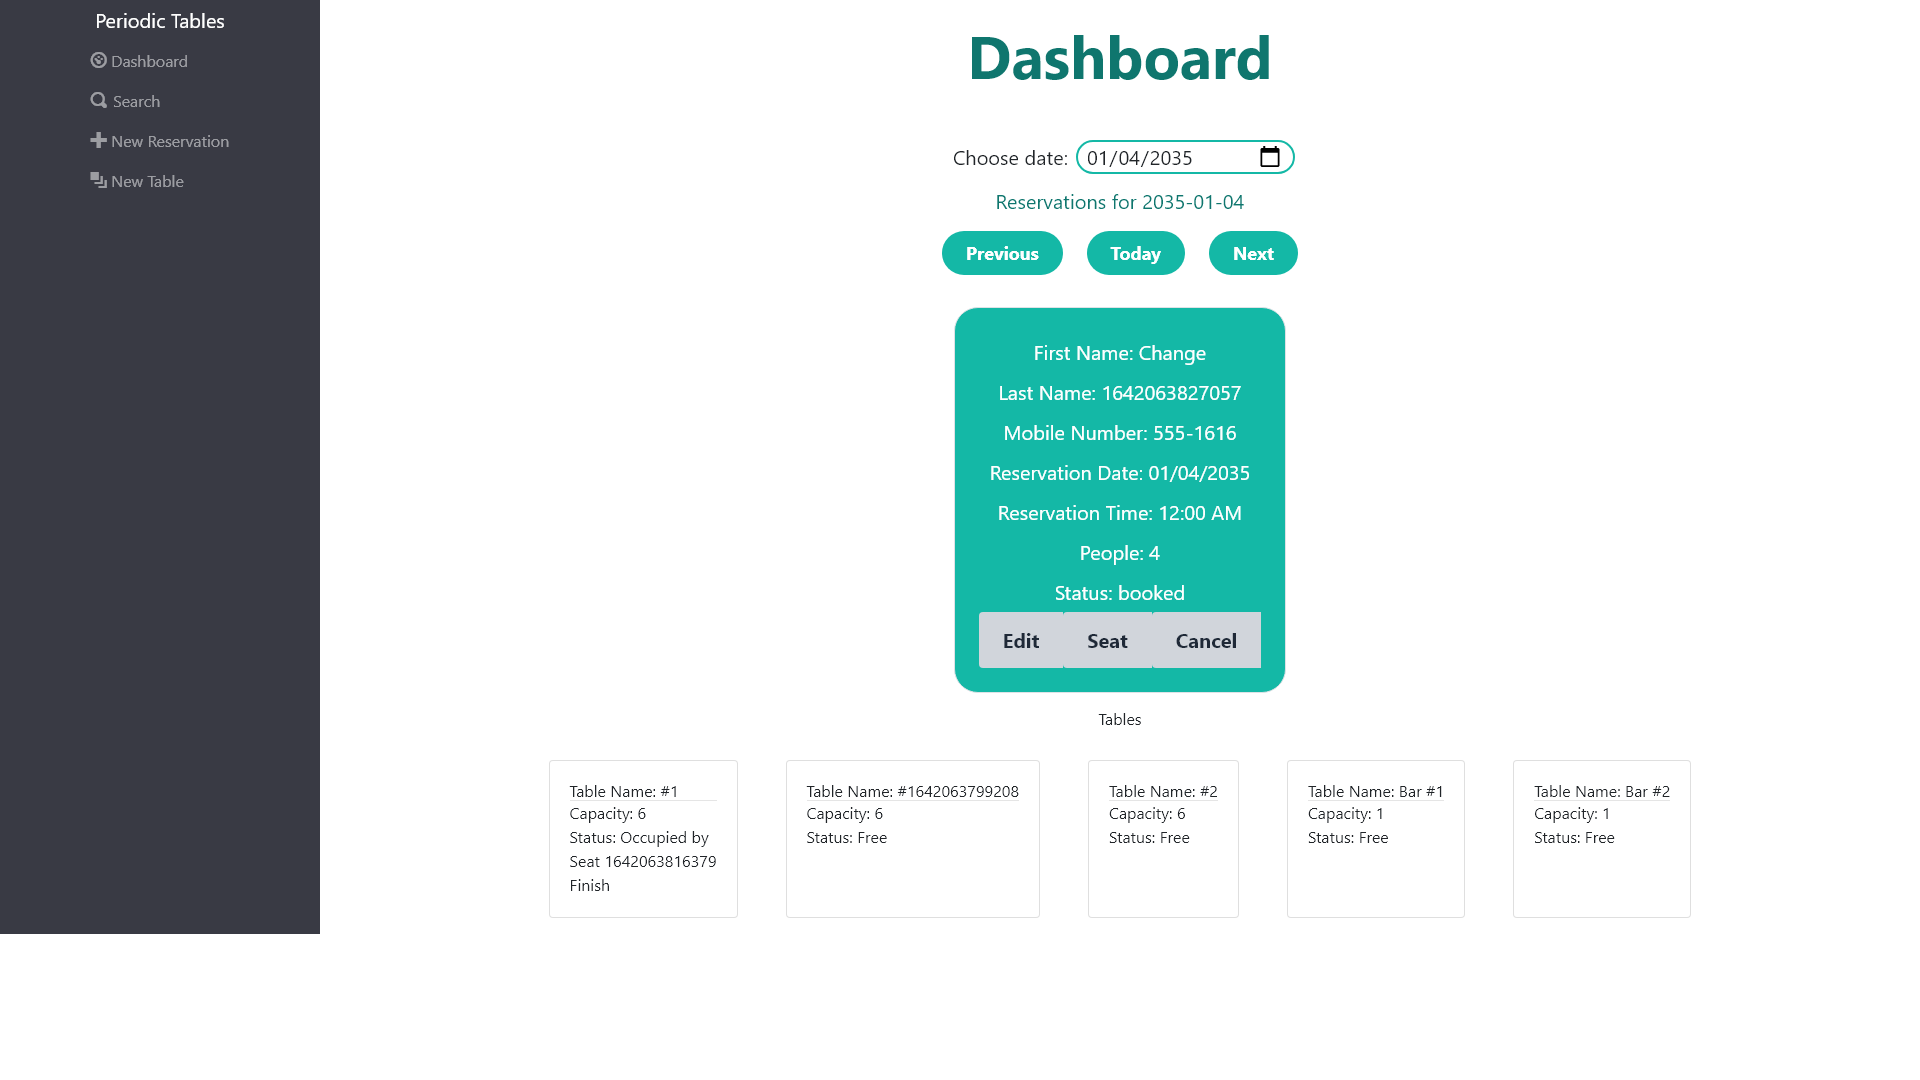 Periodic Tables
Dashboard
Search
New Reservation
New Table
Dashboard
Choose date: 01/04/2035
Reservations for 2035-01-04
Previous Today Next
First Name: Change
Last Name: 1642063827057
Mobile Number: 555-1616
Reservation Date: 01/04/2035
Reservation Time: 12:00 AM
People: 4
Status: booked
Edit Seat Cancel
Tables
Table Name: #1
Capacity: 6
Status: Occupied by
Seat 1642063816379
Finish
Table Name: #1642063799208
Capacity: 6
Status: Free
Table Name: #2
Capacity: 6
Status: Free
Table Name: Bar #1
Capacity: 1
Status: Free
Table Name: Bar #2
Capacity: 1
Status: Free